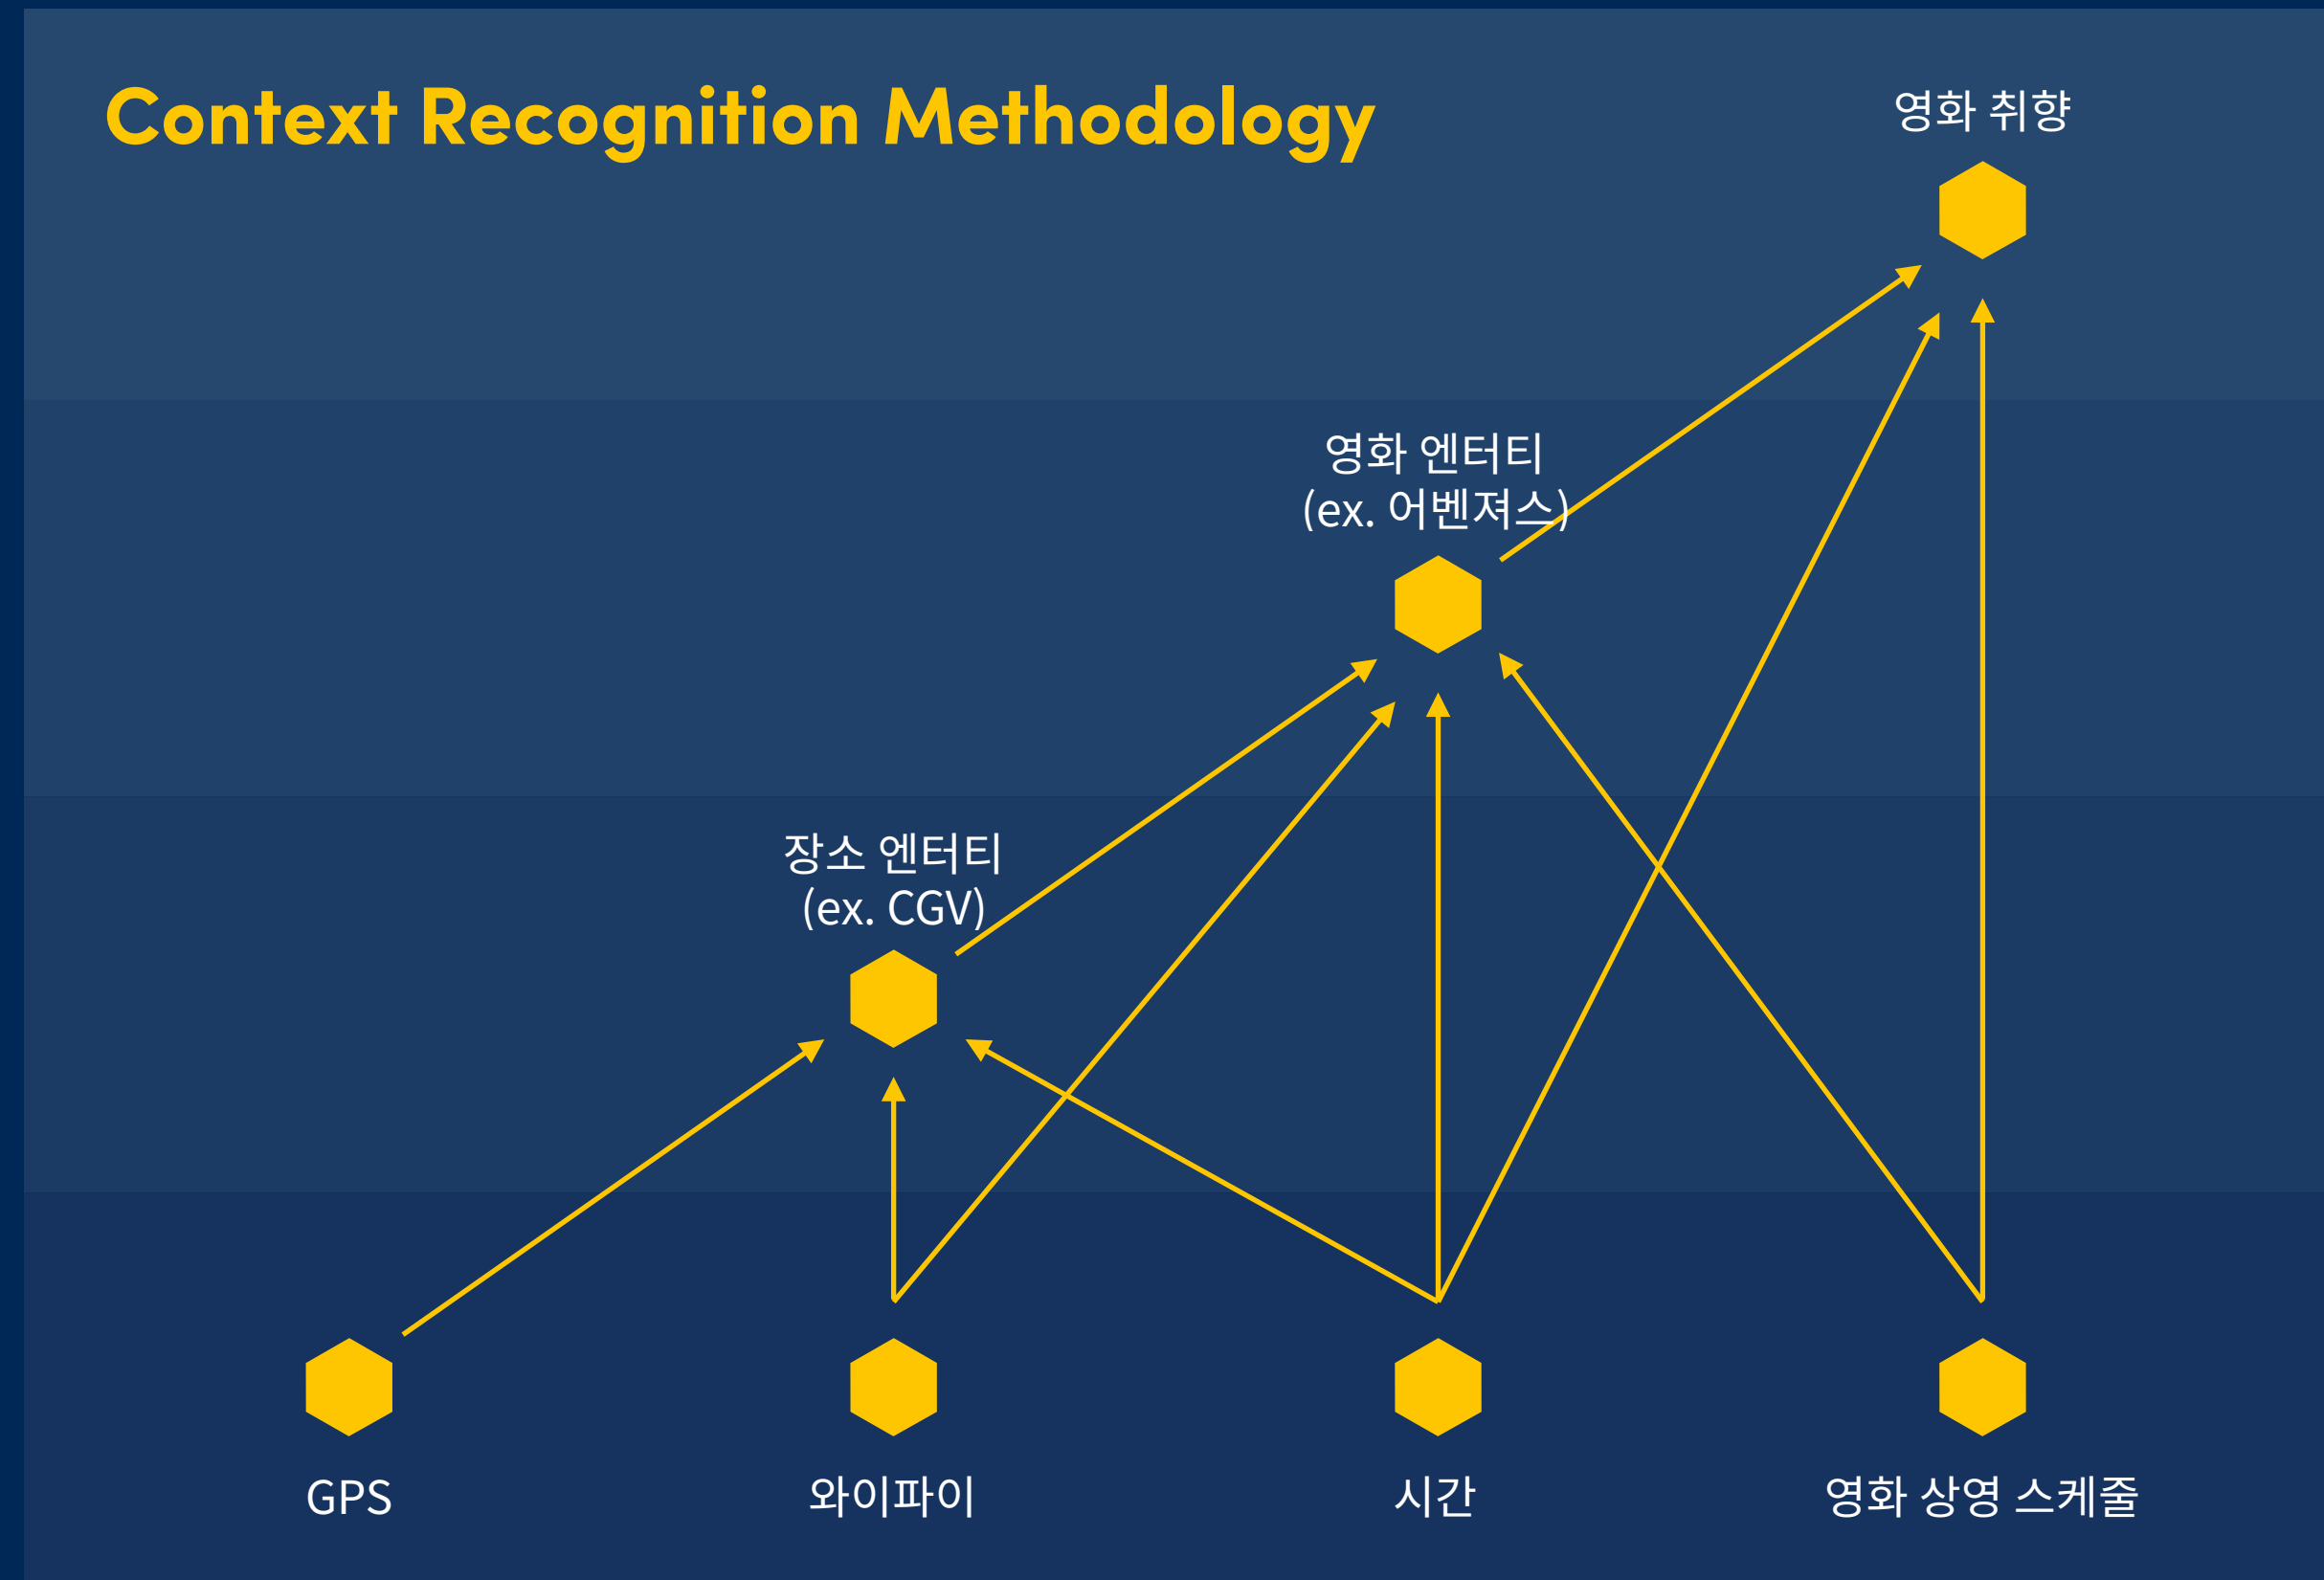 Context Recognition Methodology
영화 취향
영화 엔터티
(ex. 어벤져스)
장소 엔터티
(ex. CGV)
GPS
와이파이
시간
영화 상영 스케줄